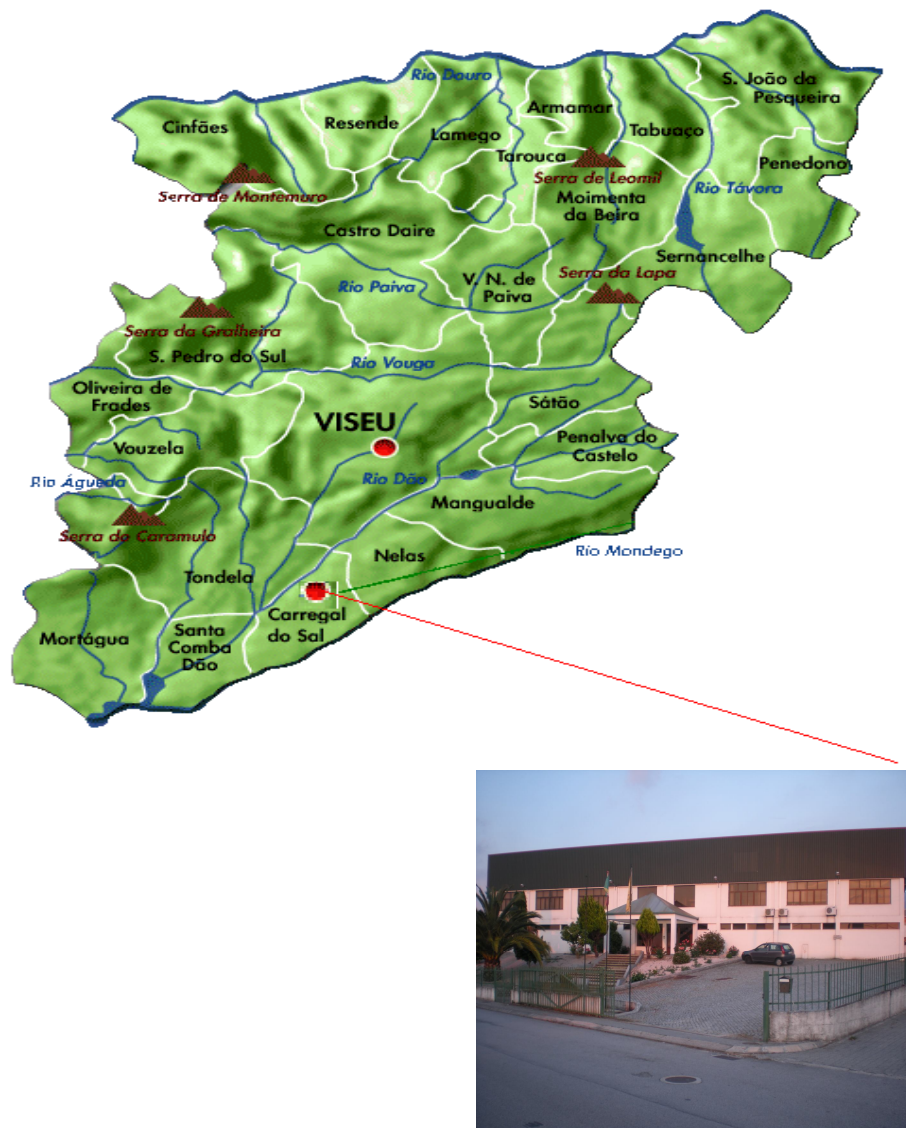 Rio Douro
S. João da
Pesqueira
Armamar
Cinfães
Resende
Lamego
Tabuaço
Tarouca
Penedono
Serra de Leomil
Rio Távora
Serra de Montemuro
Moimenta
da Beira
Castro Daire
Sernancelhe
Serra da Lapa
V. N. de
Paiva
Rio Paiva
Serra da Gralheira
S. Pedro do Sul
Rio Vouga
Oliveira de
Frades
Sátão
VISEU
Penalva do
Castelo
Vouzela
Rio Dão
Rio Águeda
Mangualde
Serra do Caramulo
Rio Mondego
Nelas
Tondela
Carregal
do Sal
Santa
Comba
Dão
Mortágua